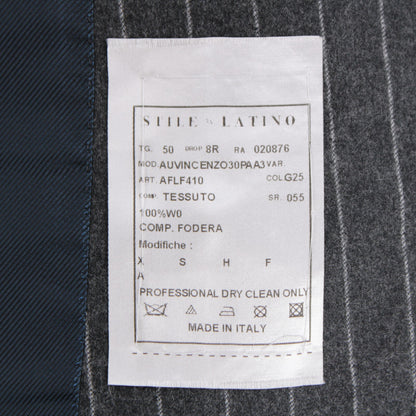 STILE LATINO
TG. 50 DROP 8R RA 020876
MOD. AUVINCENZO30PAA3 VAR.
ART. AFLF410 COL.G25
COMP. TESSUTO SR. 055
100%W0
COMP. FODERA
Modifiche :
X S H F
A
PROFESSIONAL DRY CLEAN ONLY
MADE IN ITALY